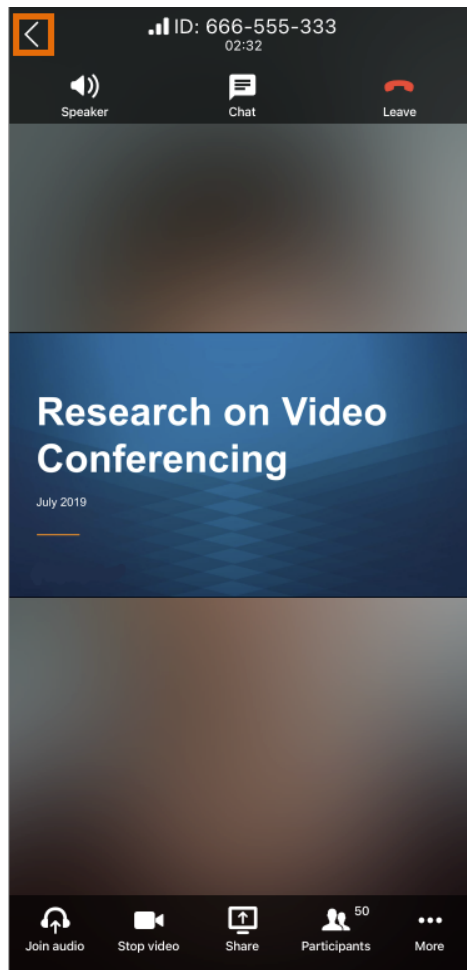 ID: 666-555-333
02:32
Speaker
Chat
Leave
Research on Video
Conferencing
July 2019
50
Join audio
Stop video
Share
Participants
More